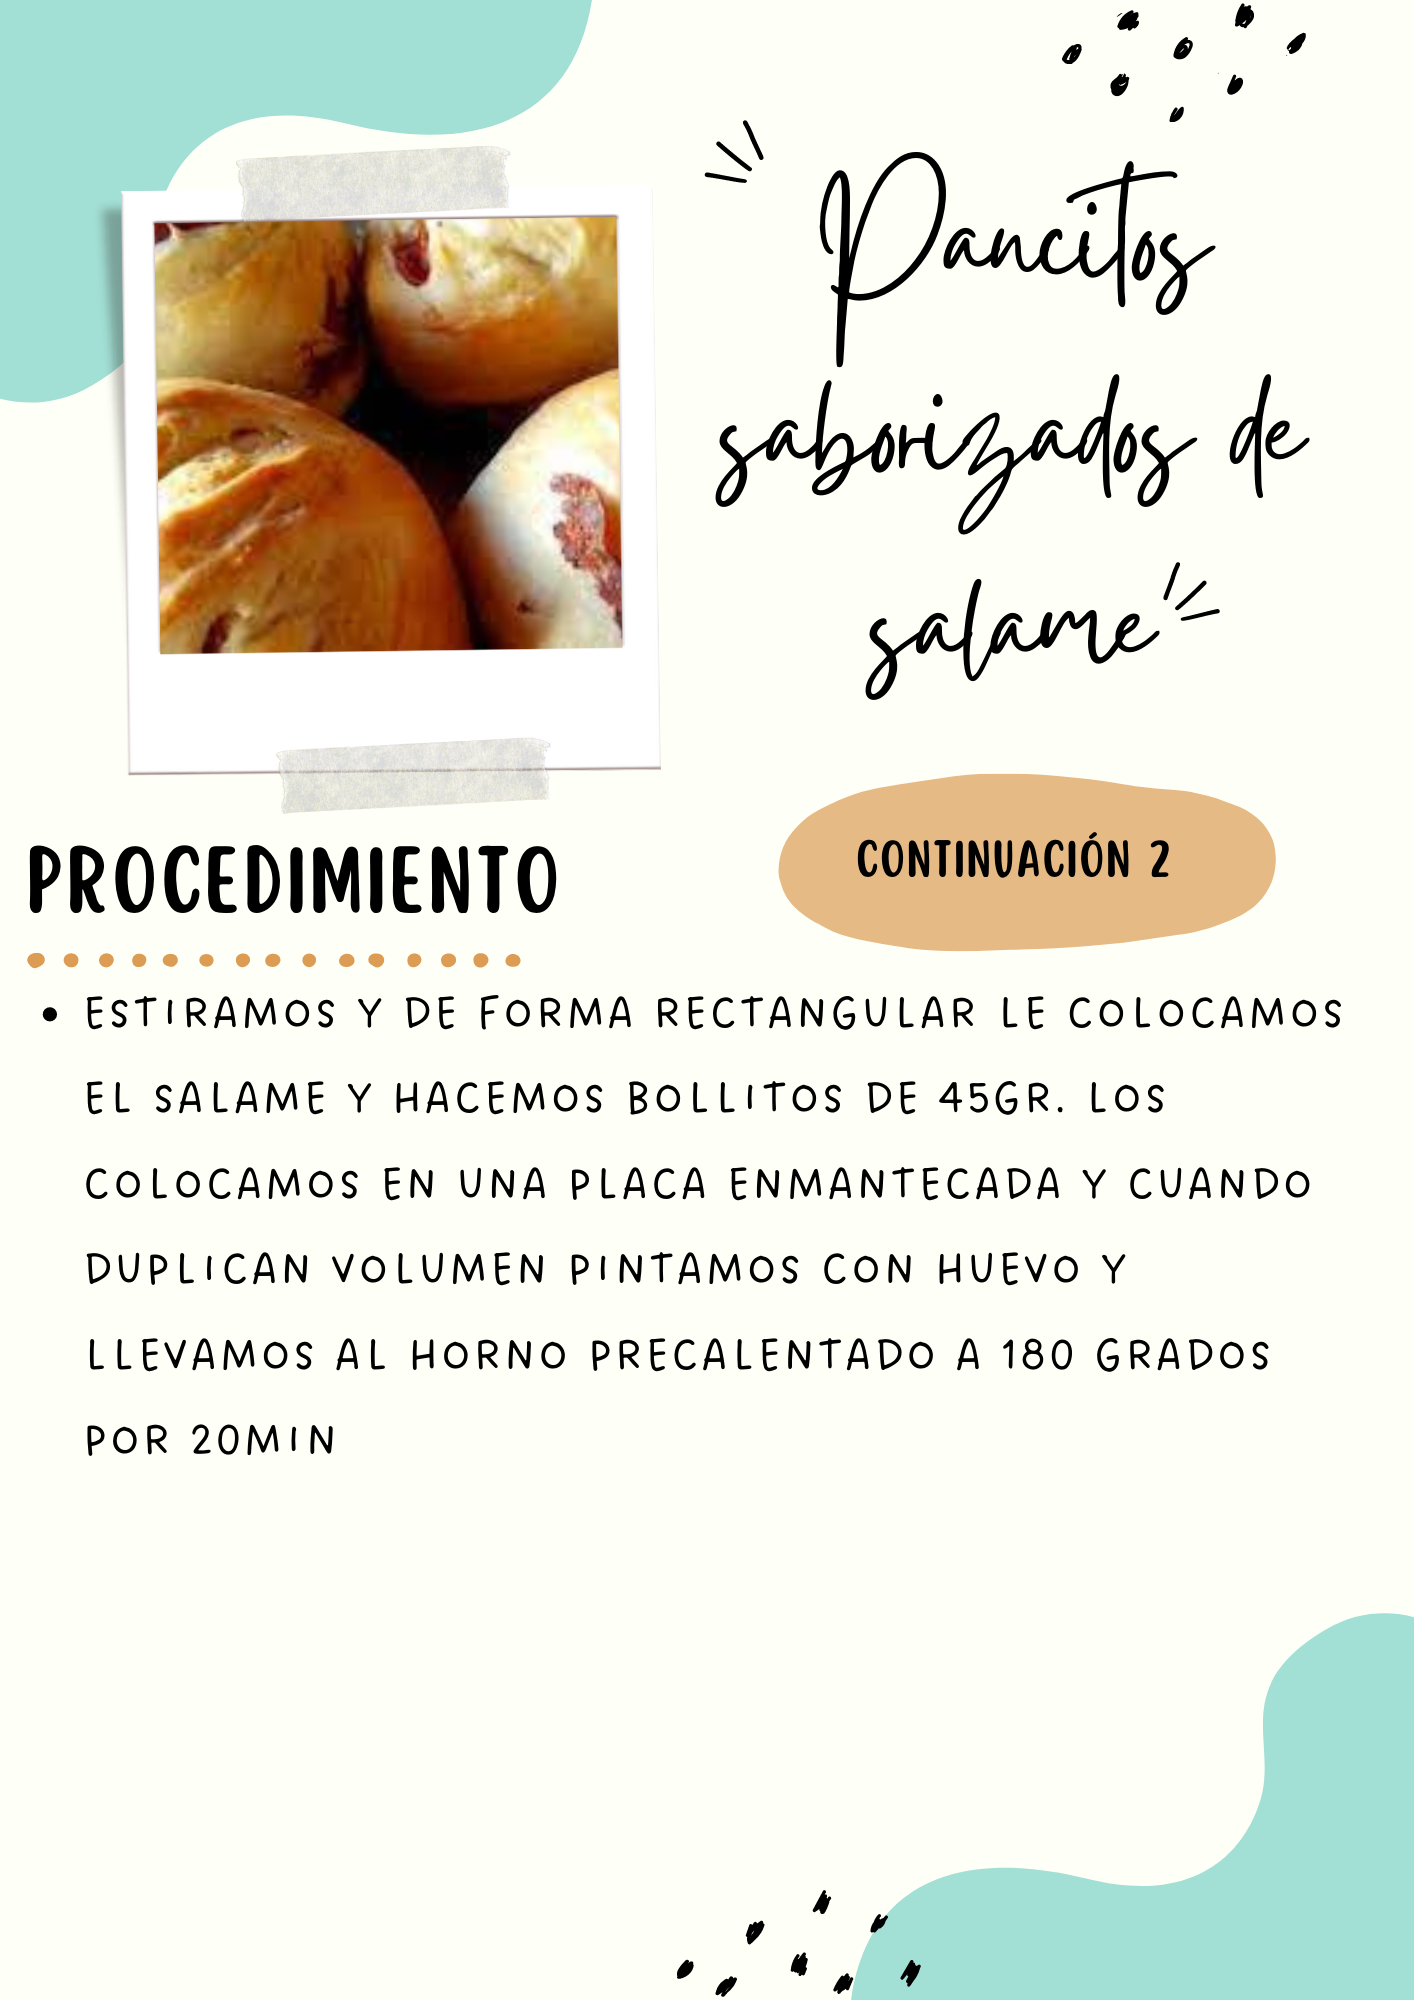 Pancitos
saborizados de
salame
PROCEDIMIENTO
CONTINUACIÓN 2
• ESTIRAMOS Y DE FORMA RECTANGULAR LE COLOCAMOS
EL SALAME Y HACEMOS BOLLITOS DE 45GR. LOS
COLOCAMOS EN UNA PLACA ENMANTECADA Y CUANDO
DUPLICAN VOLUMEN PINTAMOS CON HUEVO Y
LLEVAMOS AL HORNO PRECALENTADO A 180 GRADOS
POR 20MIN